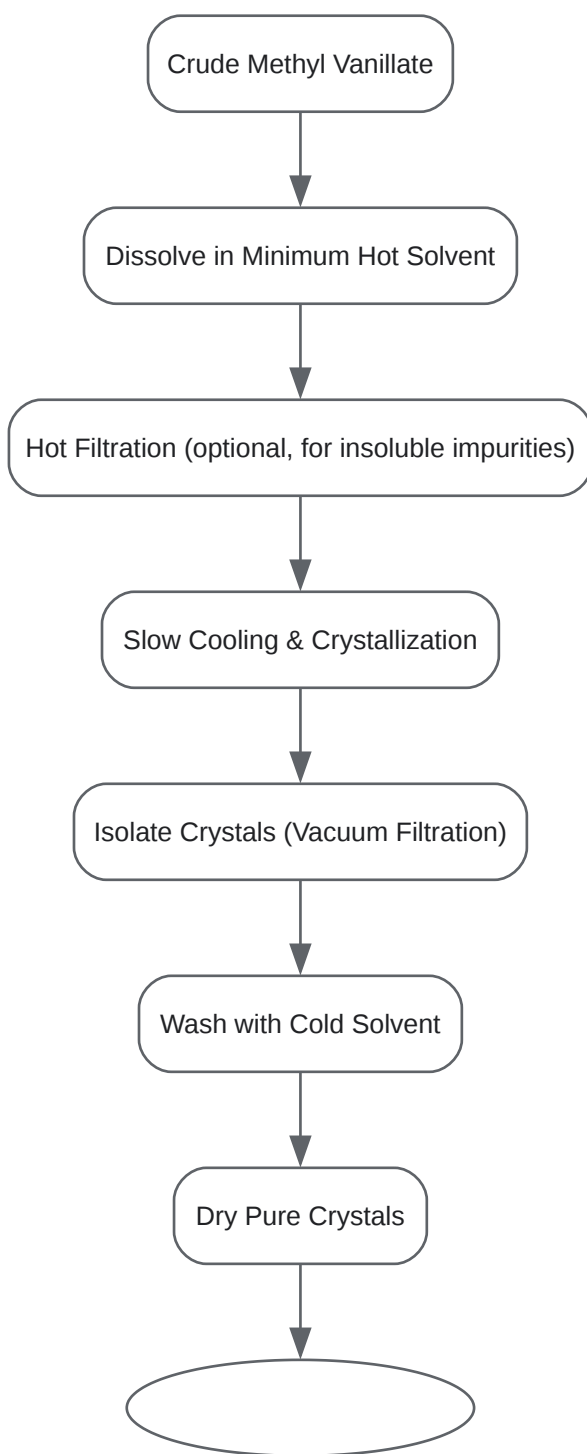 Crude Methyl Vanillate
Dissolve in Minimum Hot Solvent
Hot Filtration (optional, for insoluble impurities)
Slow Cooling & Crystallization
Isolate Crystals (Vacuum Filtration)
Wash with Cold Solvent
Dry Pure Crystals